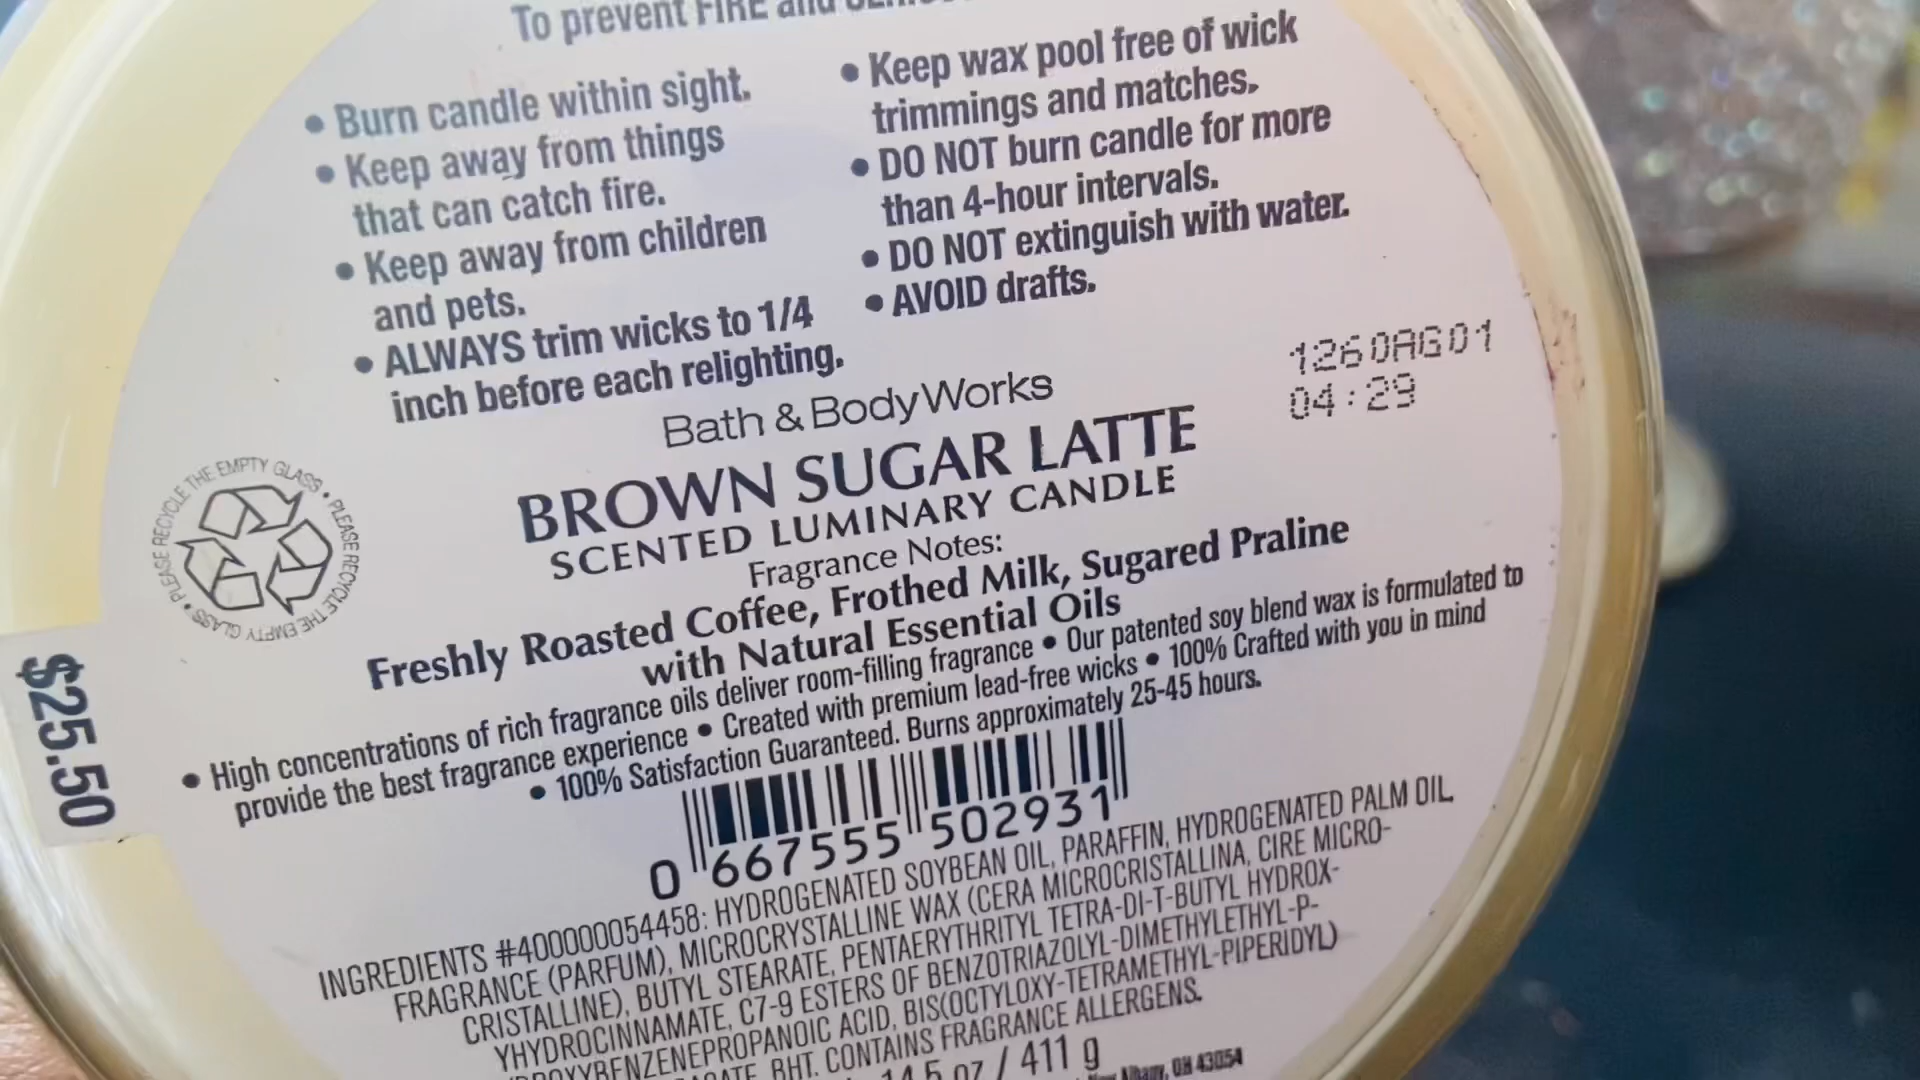 To prevent FIRE and
• Burn candle within sight.
• Keep away from things
that can catch fire.
• Keep away from children
and pets.
• ALWAYS trim wicks to 1/4
inch before each relighting.
• Keep wax pool free of wick
trimmings and matches.
• DO NOT burn candle for more
than 4-hour intervals.
• DO NOT extinguish with water.
• AVOID drafts.
1260AG01
04:29
Bath & Body Works
BROWN SUGAR LATTE
SCENTED LUMINARY CANDLE
Fragrance Notes:
Freshly Roasted Coffee, Frothed Milk, Sugared Praline
with Natural Essential Oils
• High concentrations of rich fragrance oils deliver room-filling fragrance • Our patented soy blend wax is formulated to
provide the best fragrance experience • Created with premium lead-free wicks • 100% Crafted with you in mind
• 100% Satisfaction Guaranteed. Burns approximately 25-45 hours.
PLEASE RECYCLE THE EMPTY GLASS • PLEASE RECYCLE THE EMPTY GLASS •
$25.50
0 667555 502931
INGREDIENTS #400000054458: HYDROGENATED SOYBEAN OIL, PARAFFIN, HYDROGENATED PALM OIL,
FRAGRANCE (PARFUM), MICROCRYSTALLINE WAX (CERA MICROCRISTALLINA, CIRE MICRO-
CRISTALLINE), BUTYL STEARATE, PENTAERYTHRITYL TETRA-DI-T-BUTYL HYDROX-
YHYDROCINNAMATE, C7-9 ESTERS OF BENZOTRIAZOLYL-DIMETHYLETHYL-P-
PROPANOIC ACID, BIS(OCTYLOXY-TETRAMETHYL-PIPERIDYL)
BHT. CONTAINS FRAGRANCE ALLERGENS.
14.5 oz / 411 g
New Albany, OH 43054